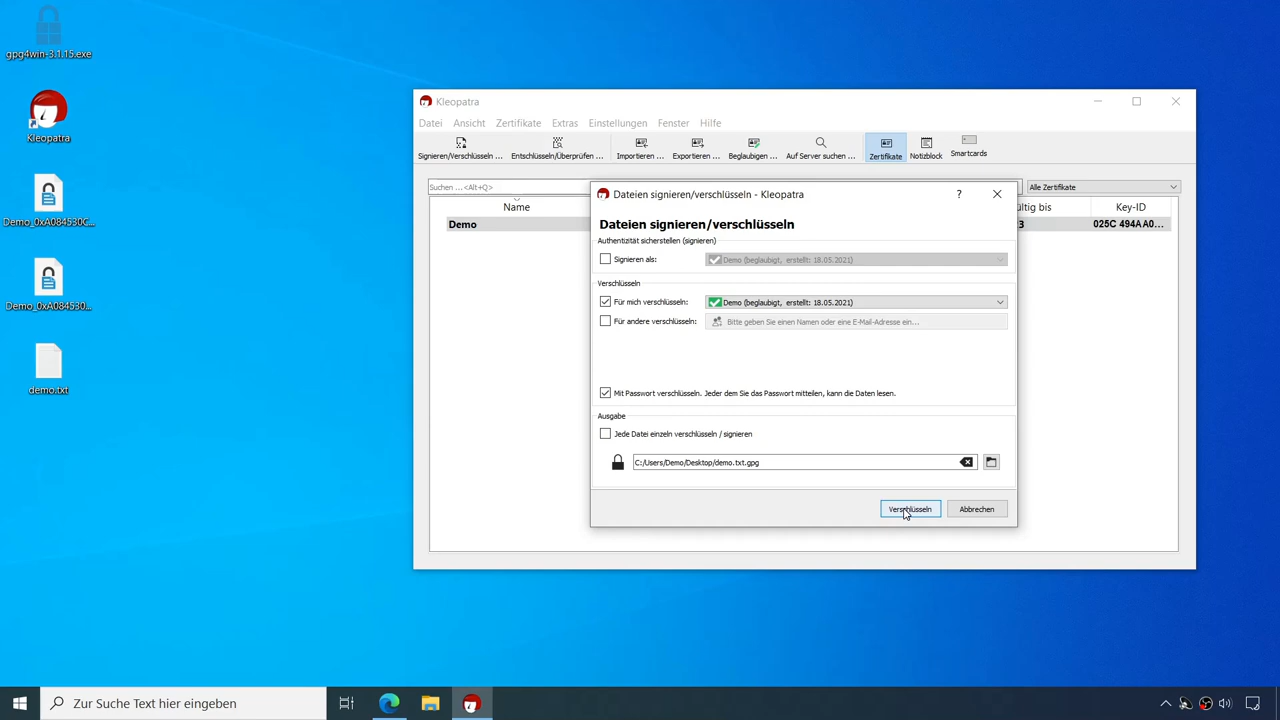 gpg4win-3.1.15.exe
Kleopatra
Demo_0xA084530C...
Demo_0xA084530...
demo.txt
Kleopatra
Datei Ansicht Zertifikate Extras Einstellungen Fenster Hilfe
Signieren/Verschlüsseln ... Entschlüsseln/Überprüfen ... Importieren ... Exportieren ... Beglaubigen ... Auf Server suchen ... Zertifikate Notizblock Smartcards
Suchen ...<Alt+Q> Alle Zertifikate
Name ültig bis Key-ID
Demo 3 025C 494A A0...
Dateien signieren/verschlüsseln - Kleopatra ?
Dateien signieren/verschlüsseln
Authentizität sicherstellen (signieren)
Signieren als: Demo (beglaubigt, erstellt: 18.05.2021)
Verschlüsseln
Für mich verschlüsseln: Demo (beglaubigt, erstellt: 18.05.2021)
Für andere verschlüsseln: Bitte geben Sie einen Namen oder eine E-Mail-Adresse ein...
Mit Passwort verschlüsseln. Jeder dem Sie das Passwort mitteilen, kann die Daten lesen.
Ausgabe
Jede Datei einzeln verschlüsseln / signieren
C:/Users/Demo/Desktop/demo.txt.gpg
Verschlüsseln Abbrechen
Zur Suche Text hier eingeben